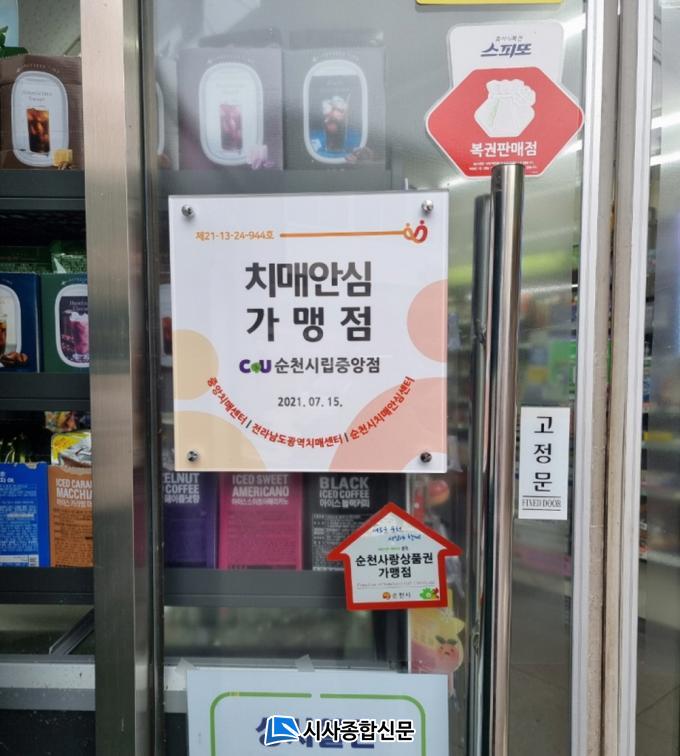 스피또
복권판매점
제21-13-24-944호
치매안심
가맹점
CU 순천시립중앙점
2021. 07. 15.
중앙치매센터 | 전라남도광역치매센터 | 순천시치매안심센터
고정문
FIXED DOOR
ICED CARAMEL
MACCHIA
ICED COFFEE
ICED SWEET
AMERICANO
BLACK
ICED COFFEE
순천사랑상품권
가맹점
순천시
시사종합신문